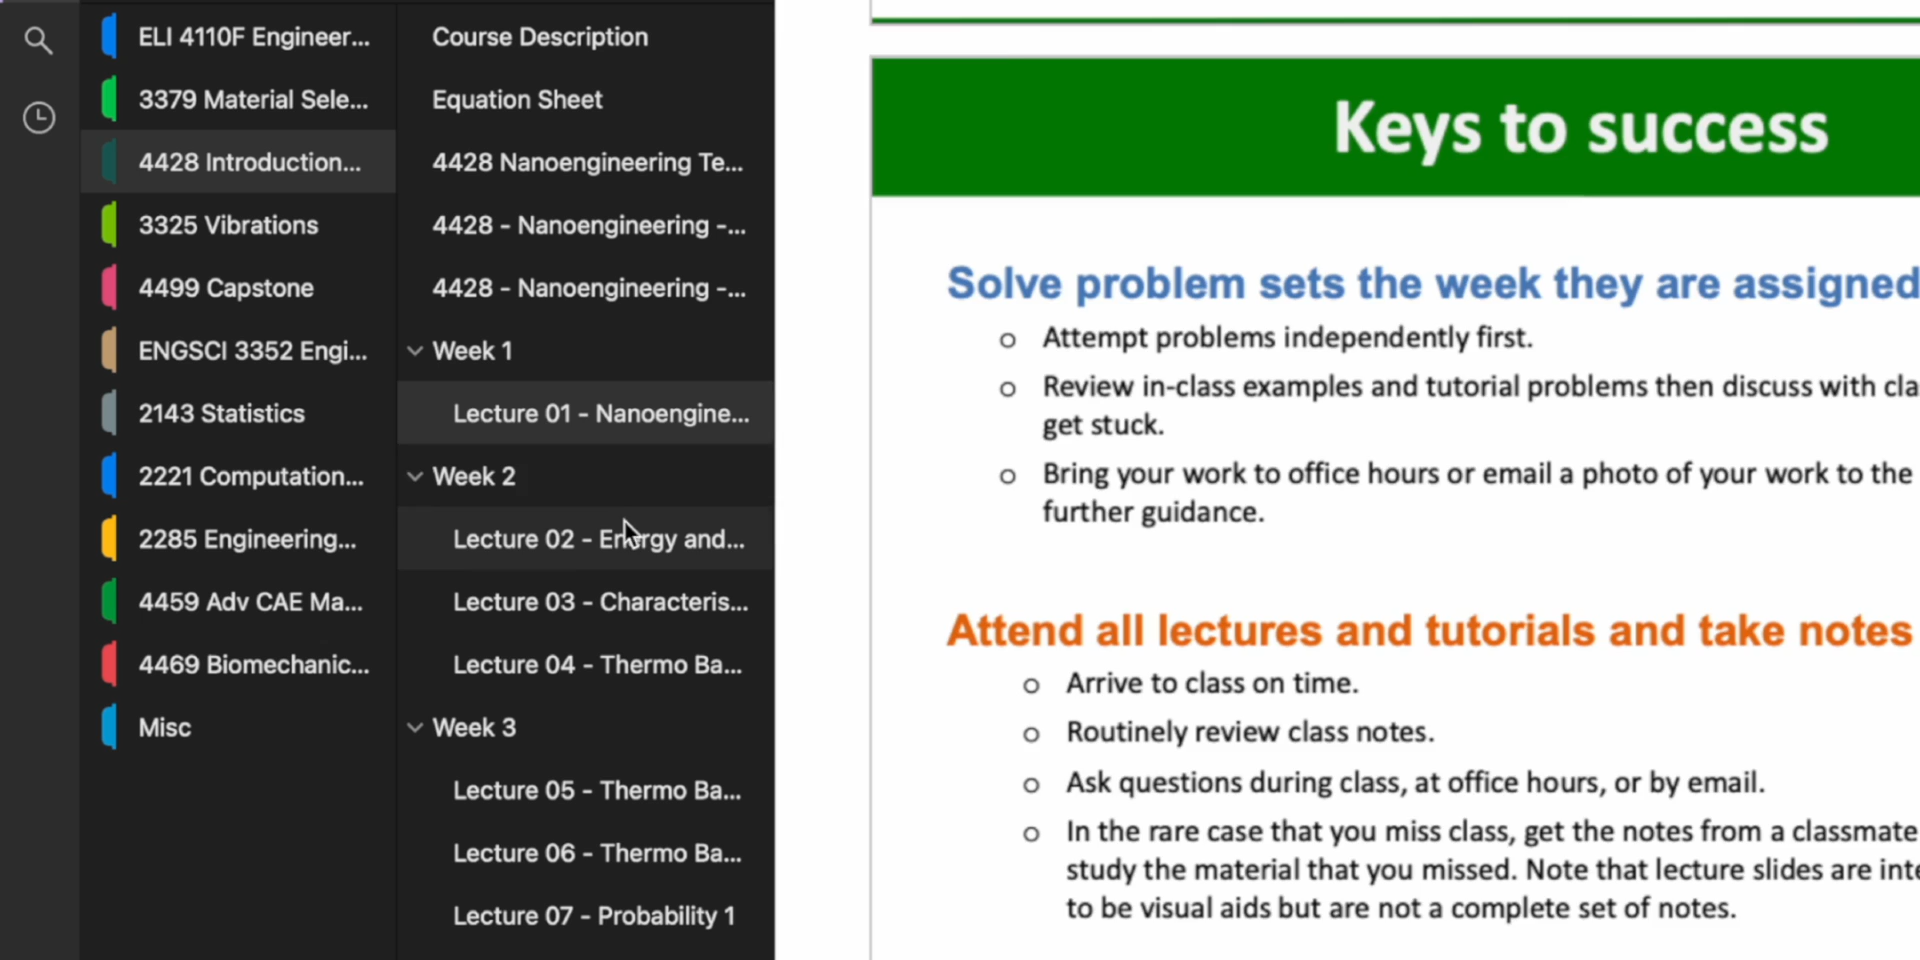 ELI 4110F Engineer...
3379 Material Sele...
4428 Introduction...
3325 Vibrations
4499 Capstone
ENGSCI 3352 Engi...
2143 Statistics
2221 Computation...
2285 Engineering...
4459 Adv CAE Ma...
4469 Biomechanic...
Misc
Course Description
Equation Sheet
4428 Nanoengineering Te...
4428 - Nanoengineering -...
4428 - Nanoengineering -...
Week 1
Lecture 01 - Nanoengine...
Week 2
Lecture 02 - Energy and...
Lecture 03 - Characteris...
Lecture 04 - Thermo Ba...
Week 3
Lecture 05 - Thermo Ba...
Lecture 06 - Thermo Ba...
Lecture 07 - Probability 1
Keys to success
Solve problem sets the week they are assigned
Attempt problems independently first.
Review in-class examples and tutorial problems then discuss with cla
get stuck.
Bring your work to office hours or email a photo of your work to the
further guidance.
Attend all lectures and tutorials and take notes
Arrive to class on time.
Routinely review class notes.
Ask questions during class, at office hours, or by email.
In the rare case that you miss class, get the notes from a classmate
study the material that you missed. Note that lecture slides are inte
to be visual aids but are not a complete set of notes.